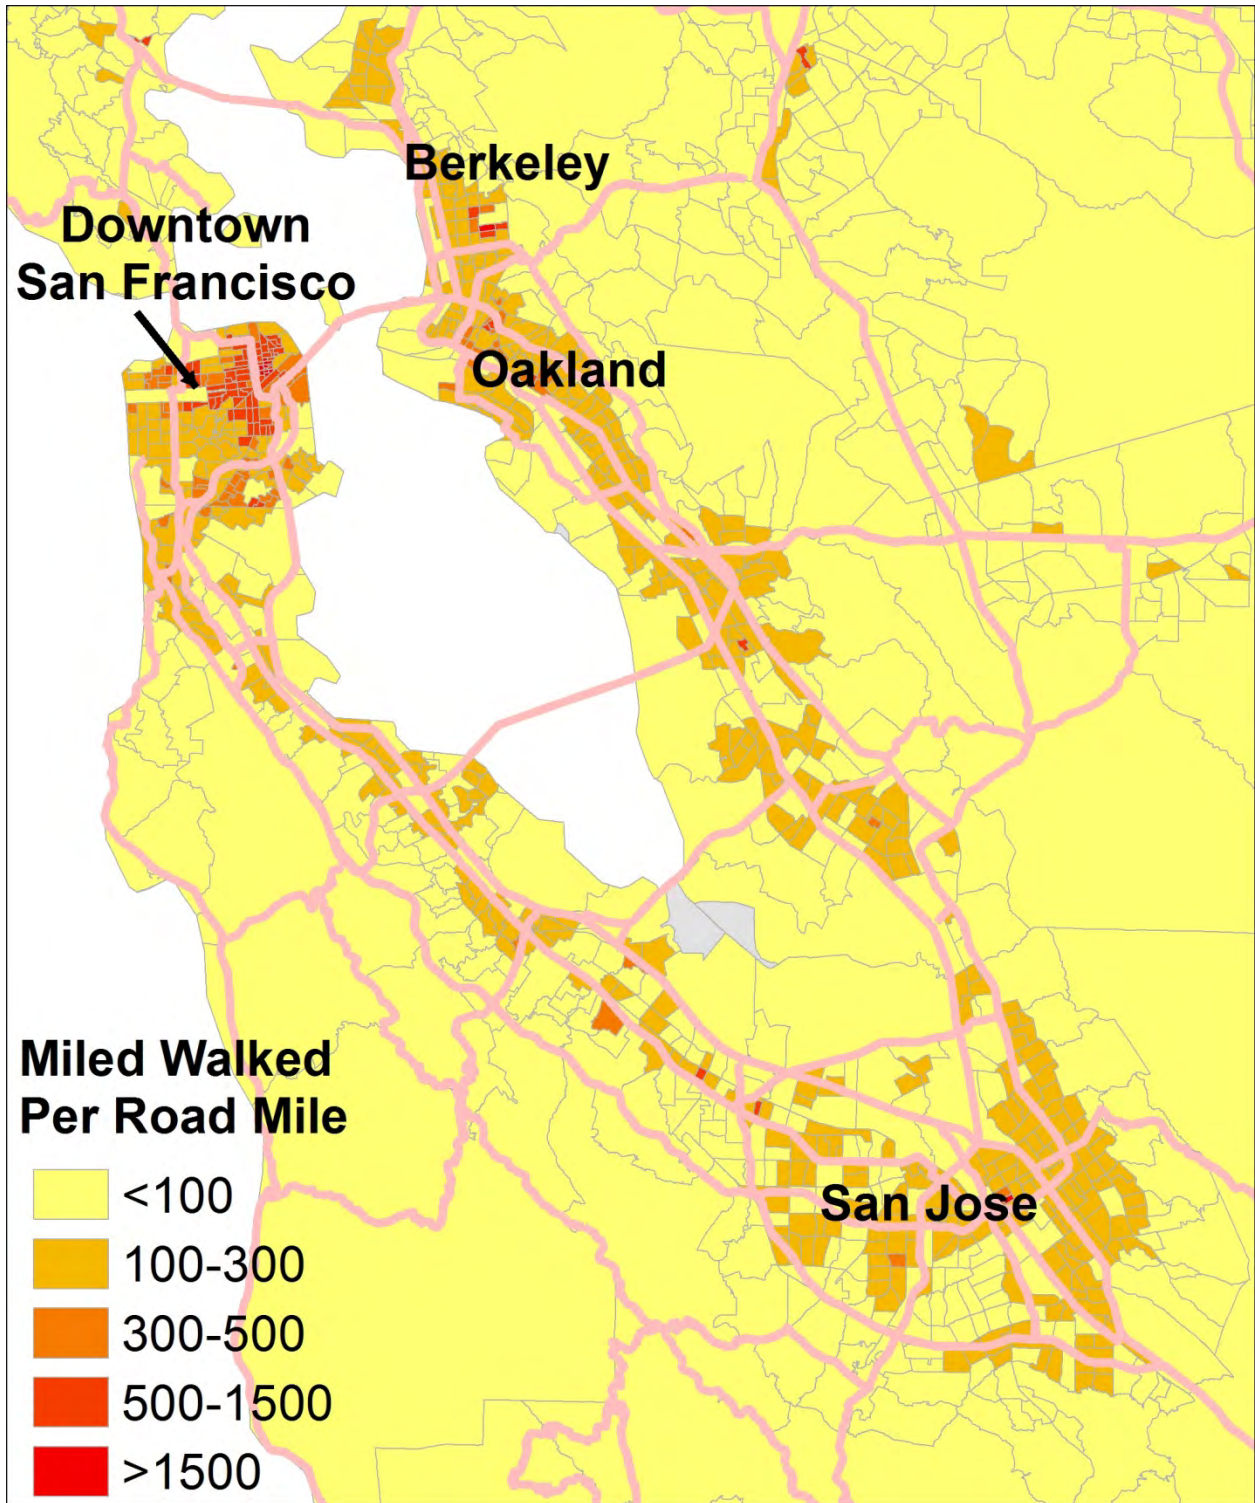 Berkeley
Downtown
San Francisco
Oakland
San Jose
Miled Walked
Per Road Mile
<100
100-300
300-500
500-1500
>1500